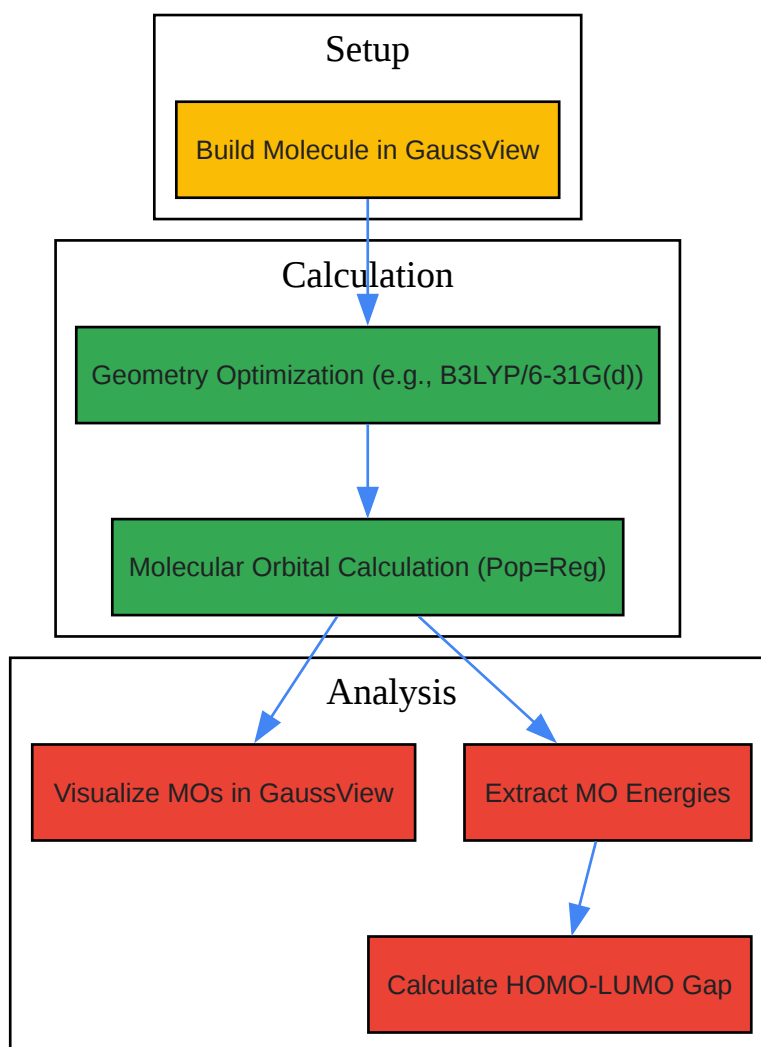 Setup
Build Molecule in GaussView
Calculation
Geometry Optimization (e.g., B3LYP/6-31G(d))
Molecular Orbital Calculation (Pop=Reg)
Analysis
Visualize MOs in GaussView
Extract MO Energies
Calculate HOMO-LUMO Gap